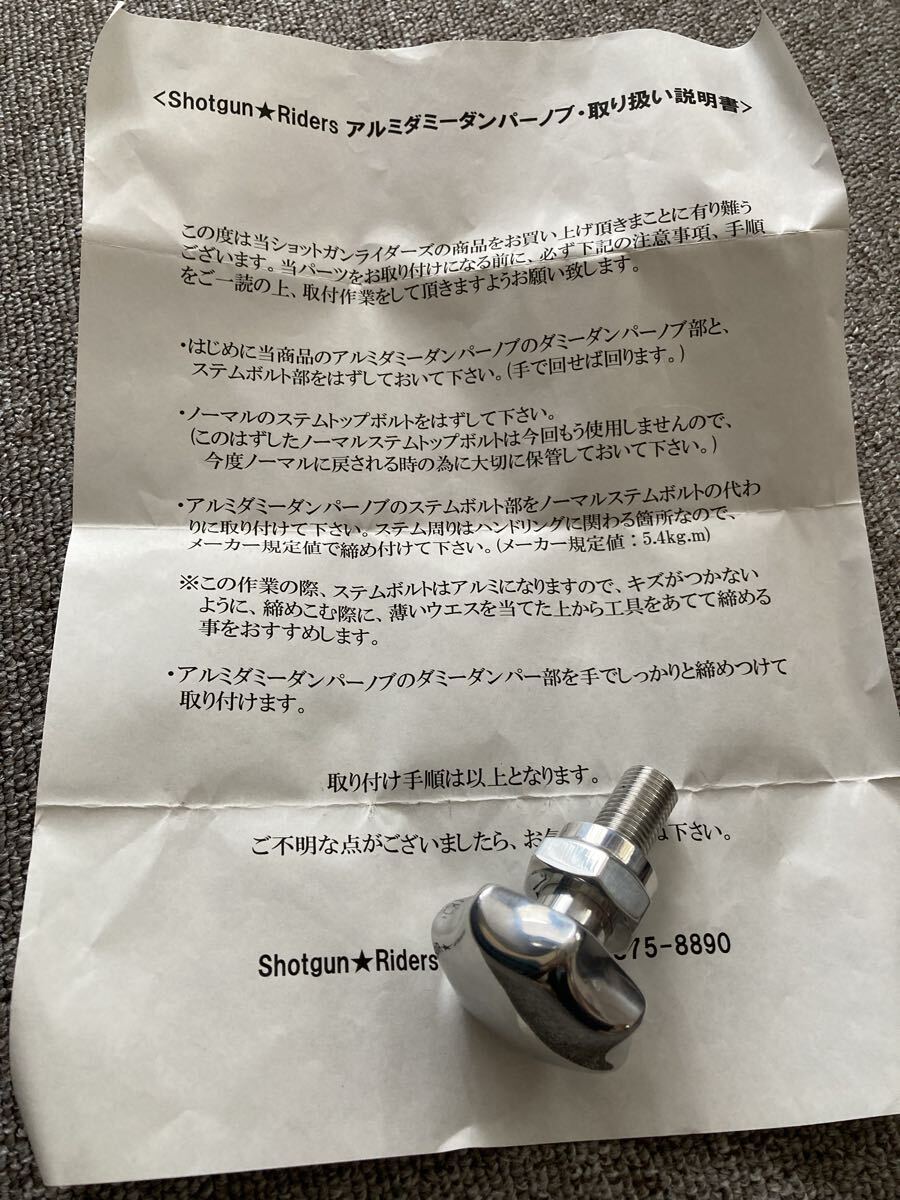 <Shotgun★Riders アルミダミーダンパーノブ・取り扱い説明書>
この度は当ショットガンライダーズの商品をお買い上げ頂きまことに有り難う
ございます。当パーツをお取り付けになる前に、必ず下記の注意事項、手順
をご一読の上、取付作業をして頂きますようお願い致します。
・はじめに当商品のアルミダミーダンパーノブのダミーダンパーノブ部と、
ステムボルト部をはずしておいて下さい。(手で回せば回ります。)
・ノーマルのステムトップボルトをはずして下さい。
(このはずしたノーマルステムトップボルトは今回もう使用しませんので、
今度ノーマルに戻される時の為に大切に保管しておいて下さい。)
・アルミダミーダンパーノブのステムボルト部をノーマルステムボルトの代わ
りに取り付けて下さい。ステム周りはハンドリングに関わる箇所なので、
メーカー規定値で締め付けて下さい。(メーカー規定値：5.4kg.m)
※この作業の際、ステムボルトはアルミになりますので、キズがつかない
ように、締めこむ際に、薄いウエスを当てた上から工具をあてて締める
事をおすすめします。
・アルミダミーダンパーノブのダミーダンパー部を手でしっかりと締めつけて
取り付けます。
取り付け手順は以上となります。
ご不明な点がございましたら、お 下さい。
Shotgun★Riders 75-8890